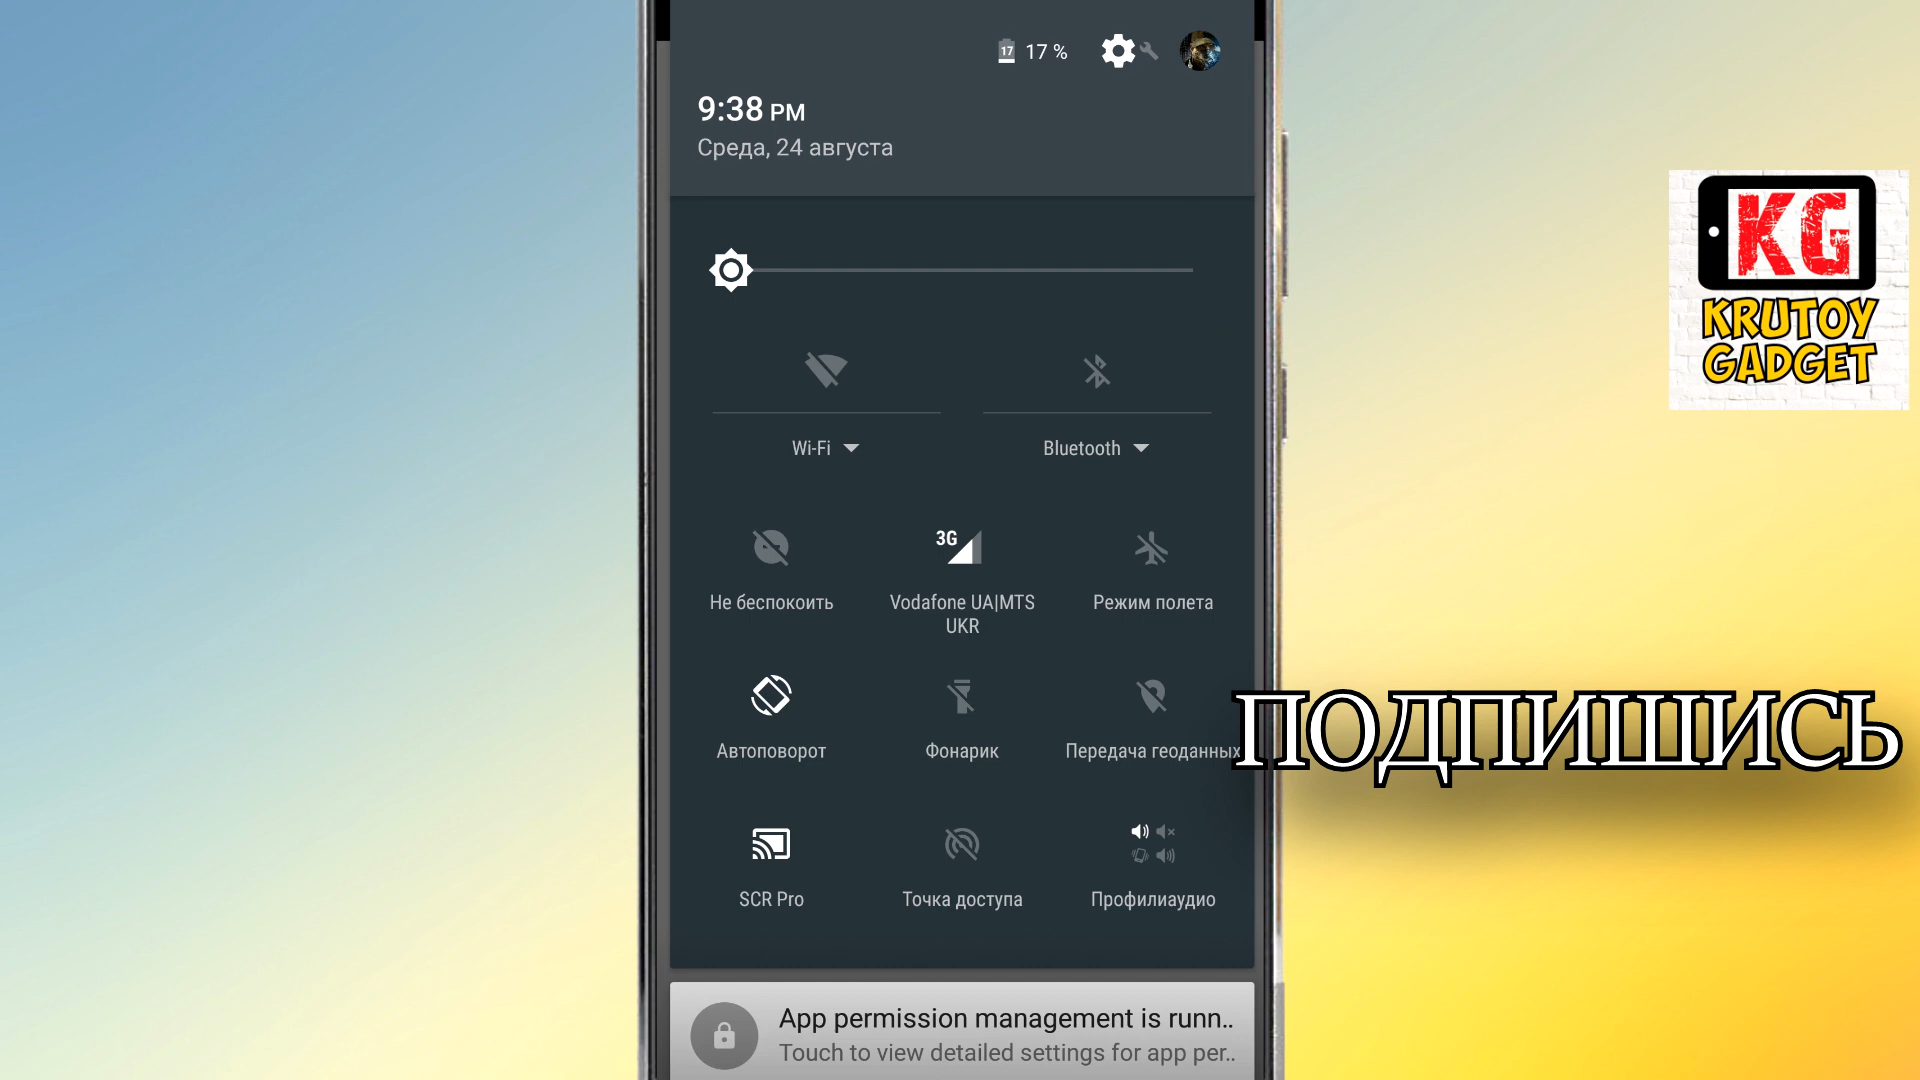 17 17 %
9:38 PM
Среда, 24 августа
Wi-Fi
Bluetooth
Не беспокоить
3G
Vodafone UA|MTS
UKR
Режим полета
Автоповорот
Фонарик
Передача геоданных
SCR Pro
Точка доступа
Профилиаудио
App permission management is runn..
Touch to view detailed settings for app per..
KG
KRUTOY
GADGET
ПОДПИШИСЬ